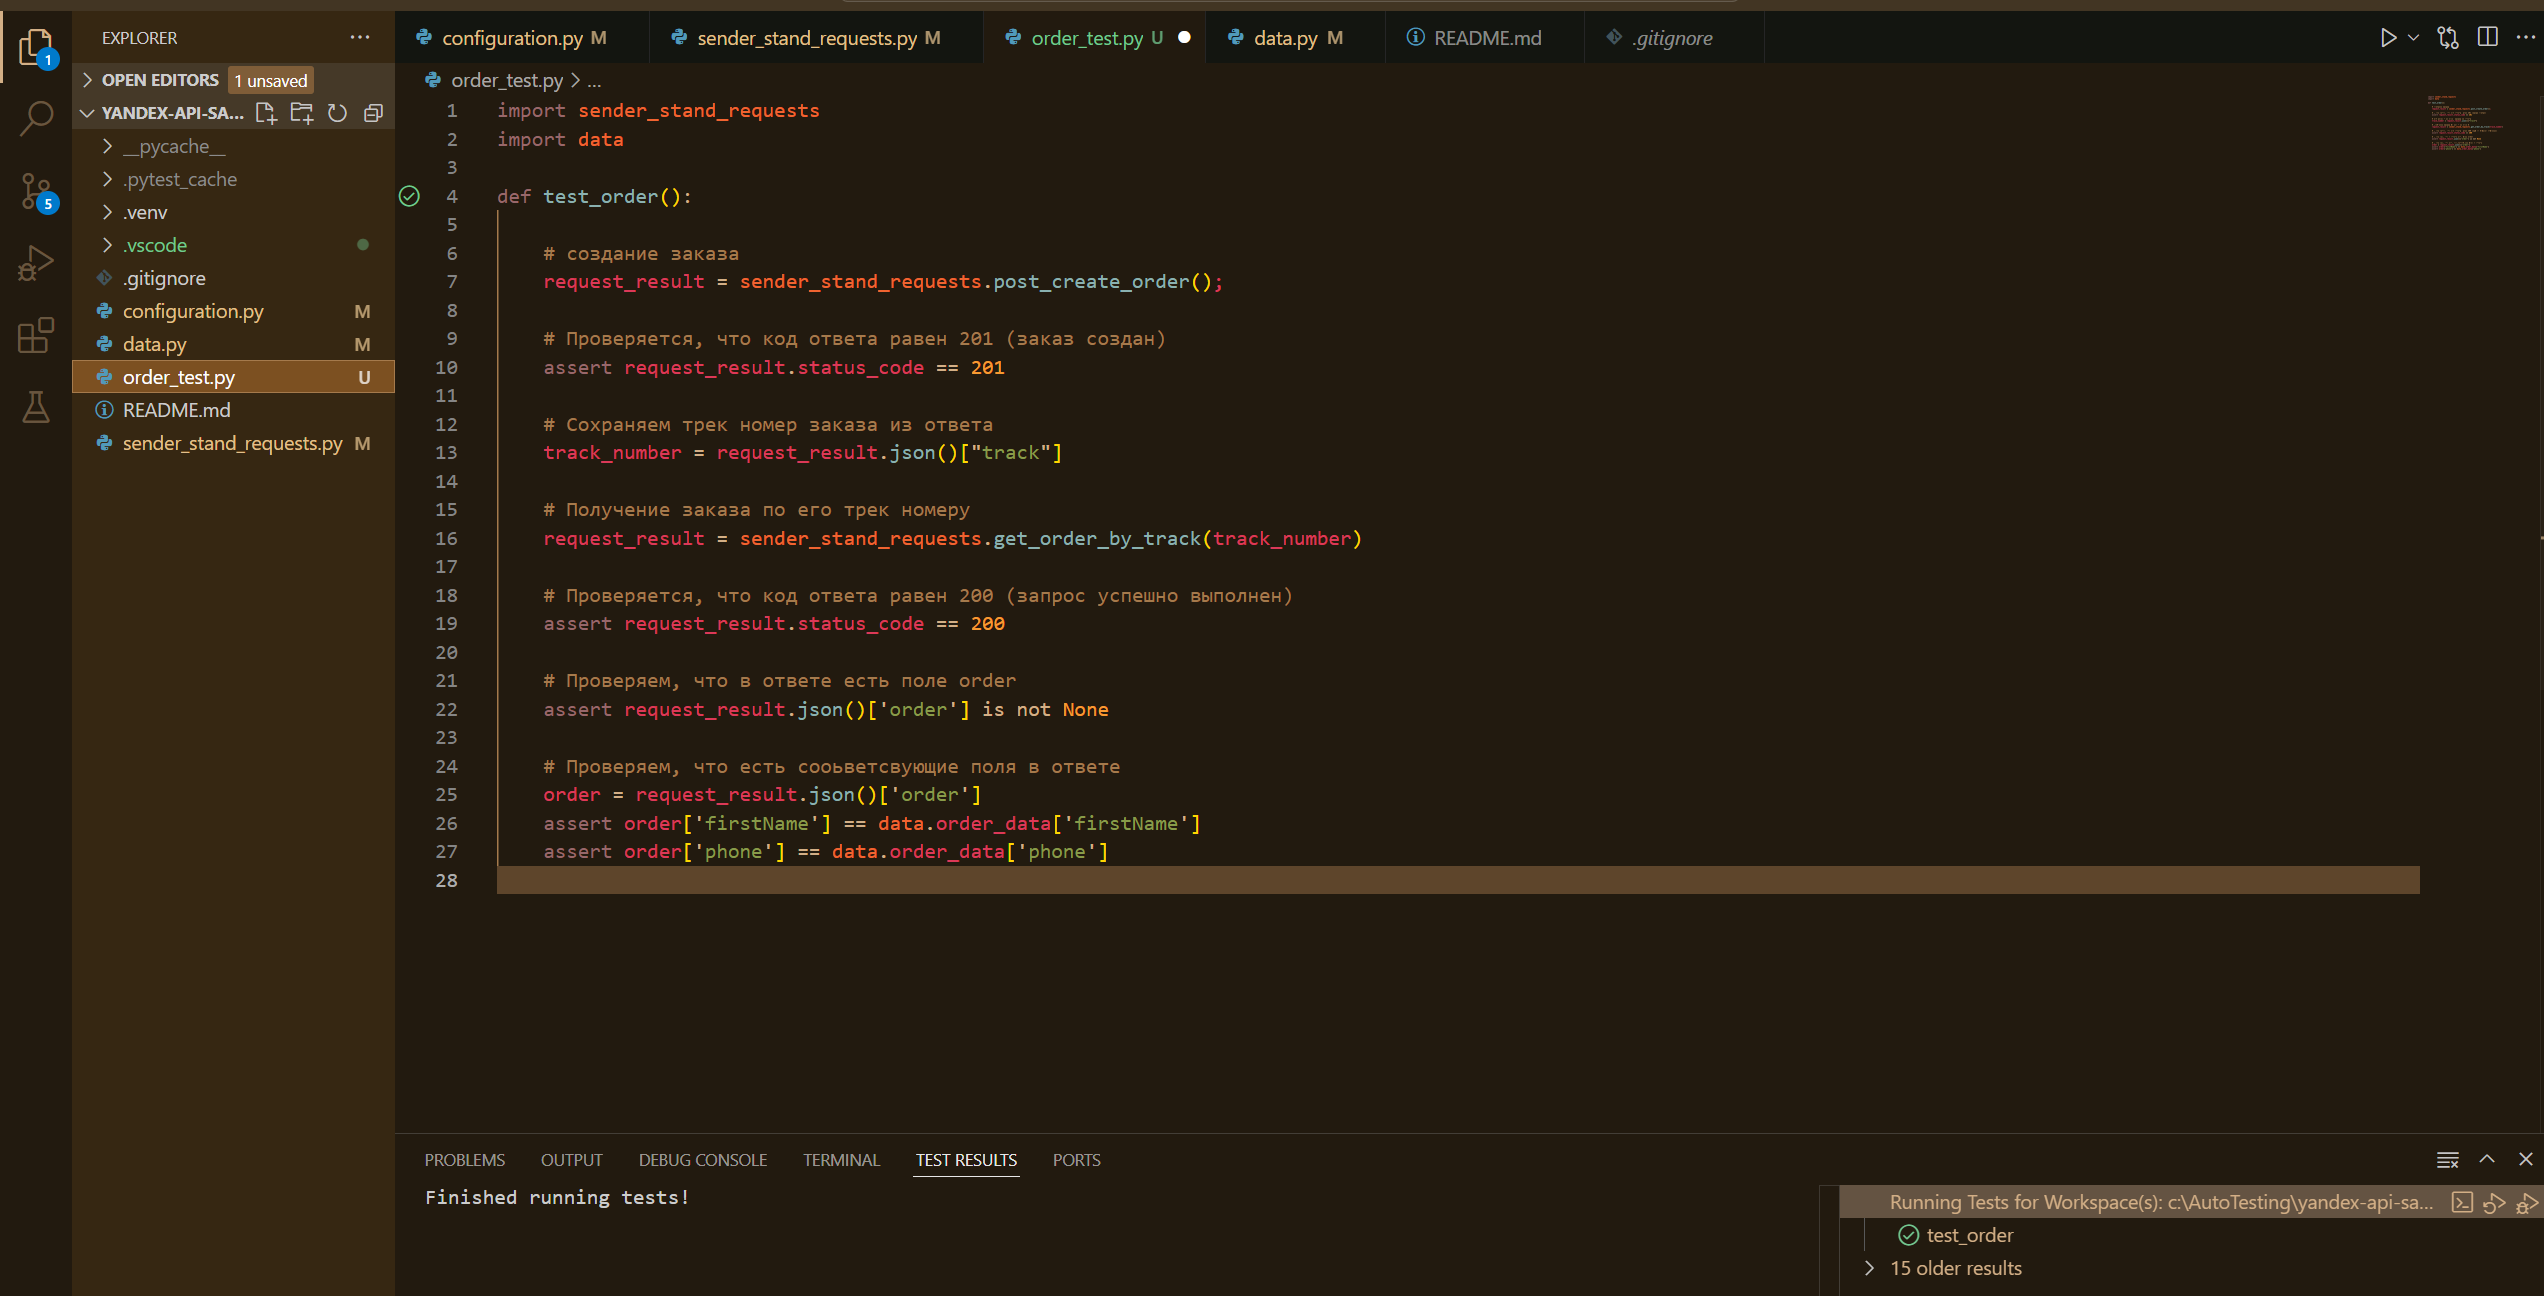 EXPLORER
OPEN EDITORS 1 unsaved
YANDEX-API-SA...
__pycache__
.pytest_cache
.venv
.vscode
.gitignore
configuration.py M
data.py M
order_test.py U
README.md
sender_stand_requests.py M
1
5
configuration.py M
sender_stand_requests.py M
order_test.py U
data.py M
README.md
.gitignore
order_test.py > ...
1 import sender_stand_requests
2 import data
3
4 def test_order():
5
6 # создание заказа
7 request_result = sender_stand_requests.post_create_order();
8
9 # Проверяется, что код ответа равен 201 (заказ создан)
10 assert request_result.status_code == 201
11
12 # Сохраняем трек номер заказа из ответа
13 track_number = request_result.json()["track"]
14
15 # Получение заказа по его трек номеру
16 request_result = sender_stand_requests.get_order_by_track(track_number)
17
18 # Проверяется, что код ответа равен 200 (запрос успешно выполнен)
19 assert request_result.status_code == 200
20
21 # Проверяем, что в ответе есть поле order
22 assert request_result.json()['order'] is not None
23
24 # Проверяем, что есть сооьветсвующие поля в ответе
25 order = request_result.json()['order']
26 assert order['firstName'] == data.order_data['firstName']
27 assert order['phone'] == data.order_data['phone']
28
PROBLEMS OUTPUT DEBUG CONSOLE TERMINAL TEST RESULTS PORTS
Finished running tests!
Running Tests for Workspace(s): c:\AutoTesting\yandex-api-sa...
test_order
15 older results